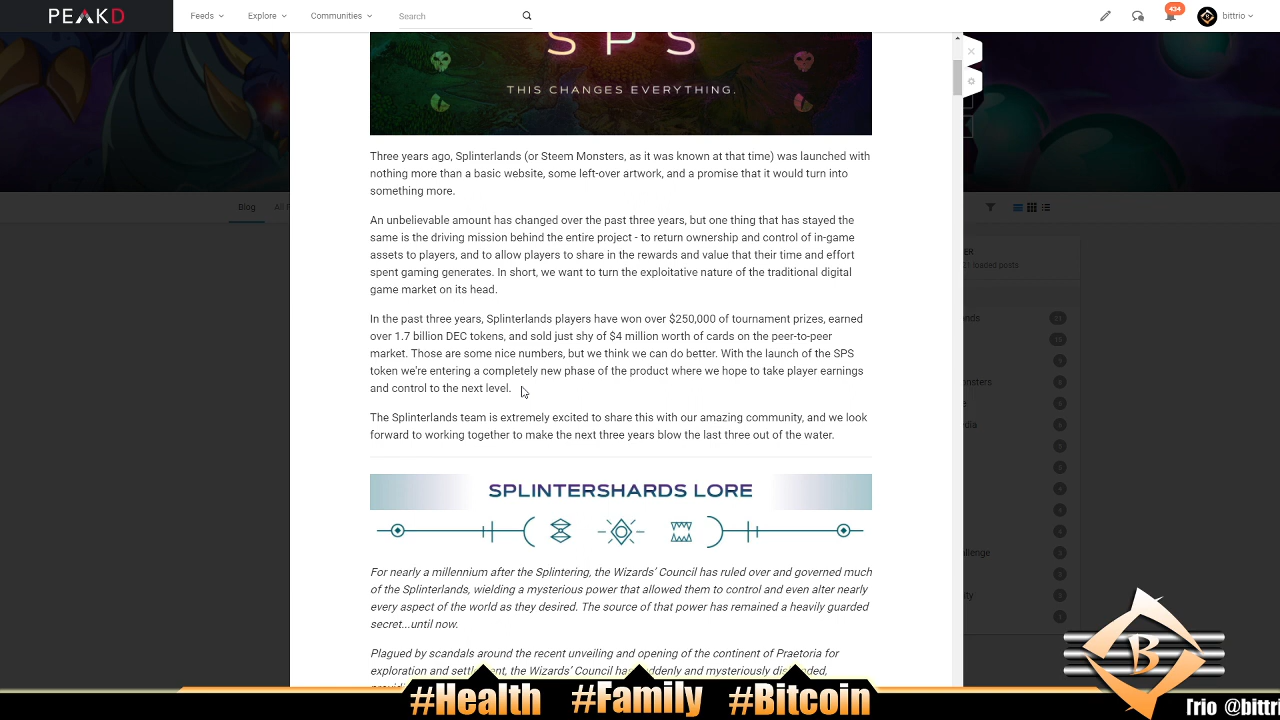 PEAKD Feeds Explore Communities Search 434 bittrio
SPS
THIS CHANGES EVERYTHING.
Three years ago, Splinterlands (or Steem Monsters, as it was known at that time) was launched with
nothing more than a basic website, some left-over artwork, and a promise that it would turn into
something more.
Blog
An unbelievable amount has changed over the past three years, but one thing that has stayed the
same is the driving mission behind the entire project - to return ownership and control of in-game
assets to players, and to allow players to share in the rewards and value that their time and effort
spent gaming generates. In short, we want to turn the exploitative nature of the traditional digital
game market on its head.
loaded posts
In the past three years, Splinterlands players have won over $250,000 of tournament prizes, earned
over 1.7 billion DEC tokens, and sold just shy of $4 million worth of cards on the peer-to-peer
market. Those are some nice numbers, but we think we can do better. With the launch of the SPS
token we're entering a completely new phase of the product where we hope to take player earnings
and control to the next level.
The Splinterlands team is extremely excited to share this with our amazing community, and we look
forward to working together to make the next three years blow the last three out of the water.
SPLINTERSHARDS LORE
For nearly a millennium after the Splintering, the Wizards' Council has ruled over and governed much
of the Splinterlands, wielding a mysterious power that allowed them to control and even alter nearly
every aspect of the world as they desired. The source of that power has remained a heavily guarded
secret...until now.
Plagued by scandals around the recent unveiling and opening of the continent of Praetoria for
exploration and the Wizards' Council and mysteriously
#Health #Family #Bitcoin
B
Trio @bittri